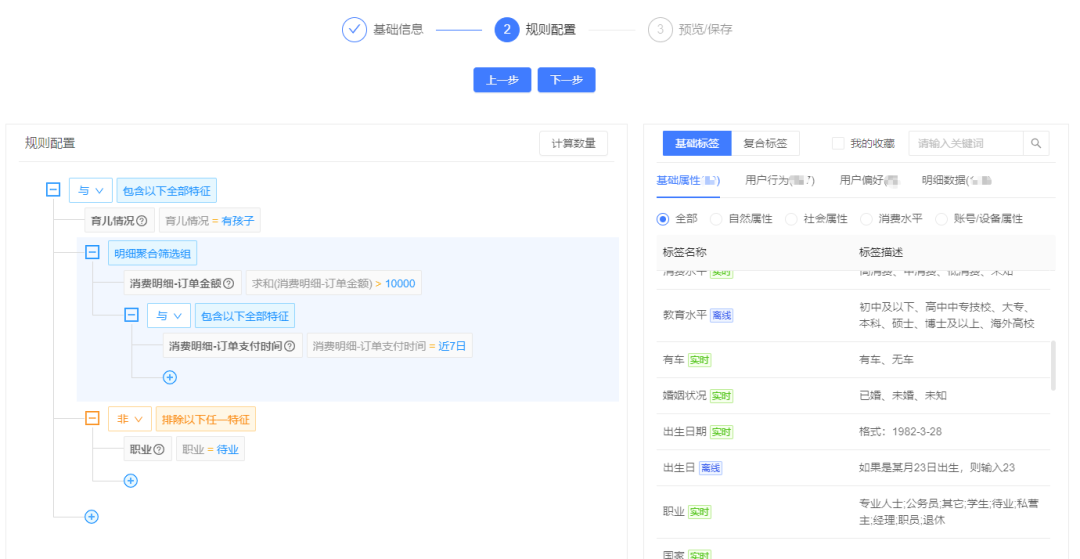 基础信息
2 规则配置
3 预览/保存
上一步 下一步
规则配置 计算数量
与 包含以下全部特征
育儿情况 育儿情况 = 有孩子
明细聚合筛选组
消费明细-订单金额 求和(消费明细-订单金额) > 10000
与 包含以下全部特征
消费明细-订单支付时间 消费明细-订单支付时间 = 近7日
非 排除以下任一特征
职业 职业 = 待业
基础标签 复合标签 我的收藏 请输入关键词
基础属性 用户行为 用户偏好 明细数据
全部 自然属性 社会属性 消费水平 账号/设备属性
标签名称 标签描述
消费水平 实时 高消费、中消费、低消费、未知
教育水平 离线 初中及以下、高中中专技校、大专、
本科、硕士、博士及以上、海外高校
有车 实时 有车、无车
婚姻状况 实时 已婚、未婚、未知
出生日期 实时 格式：1982-3-28
出生日 离线 如果是某月23日出生，则输入23
职业 实时 专业人士;公务员;其它;学生;待业;私营
主;经理;职员;退休
国家 实时